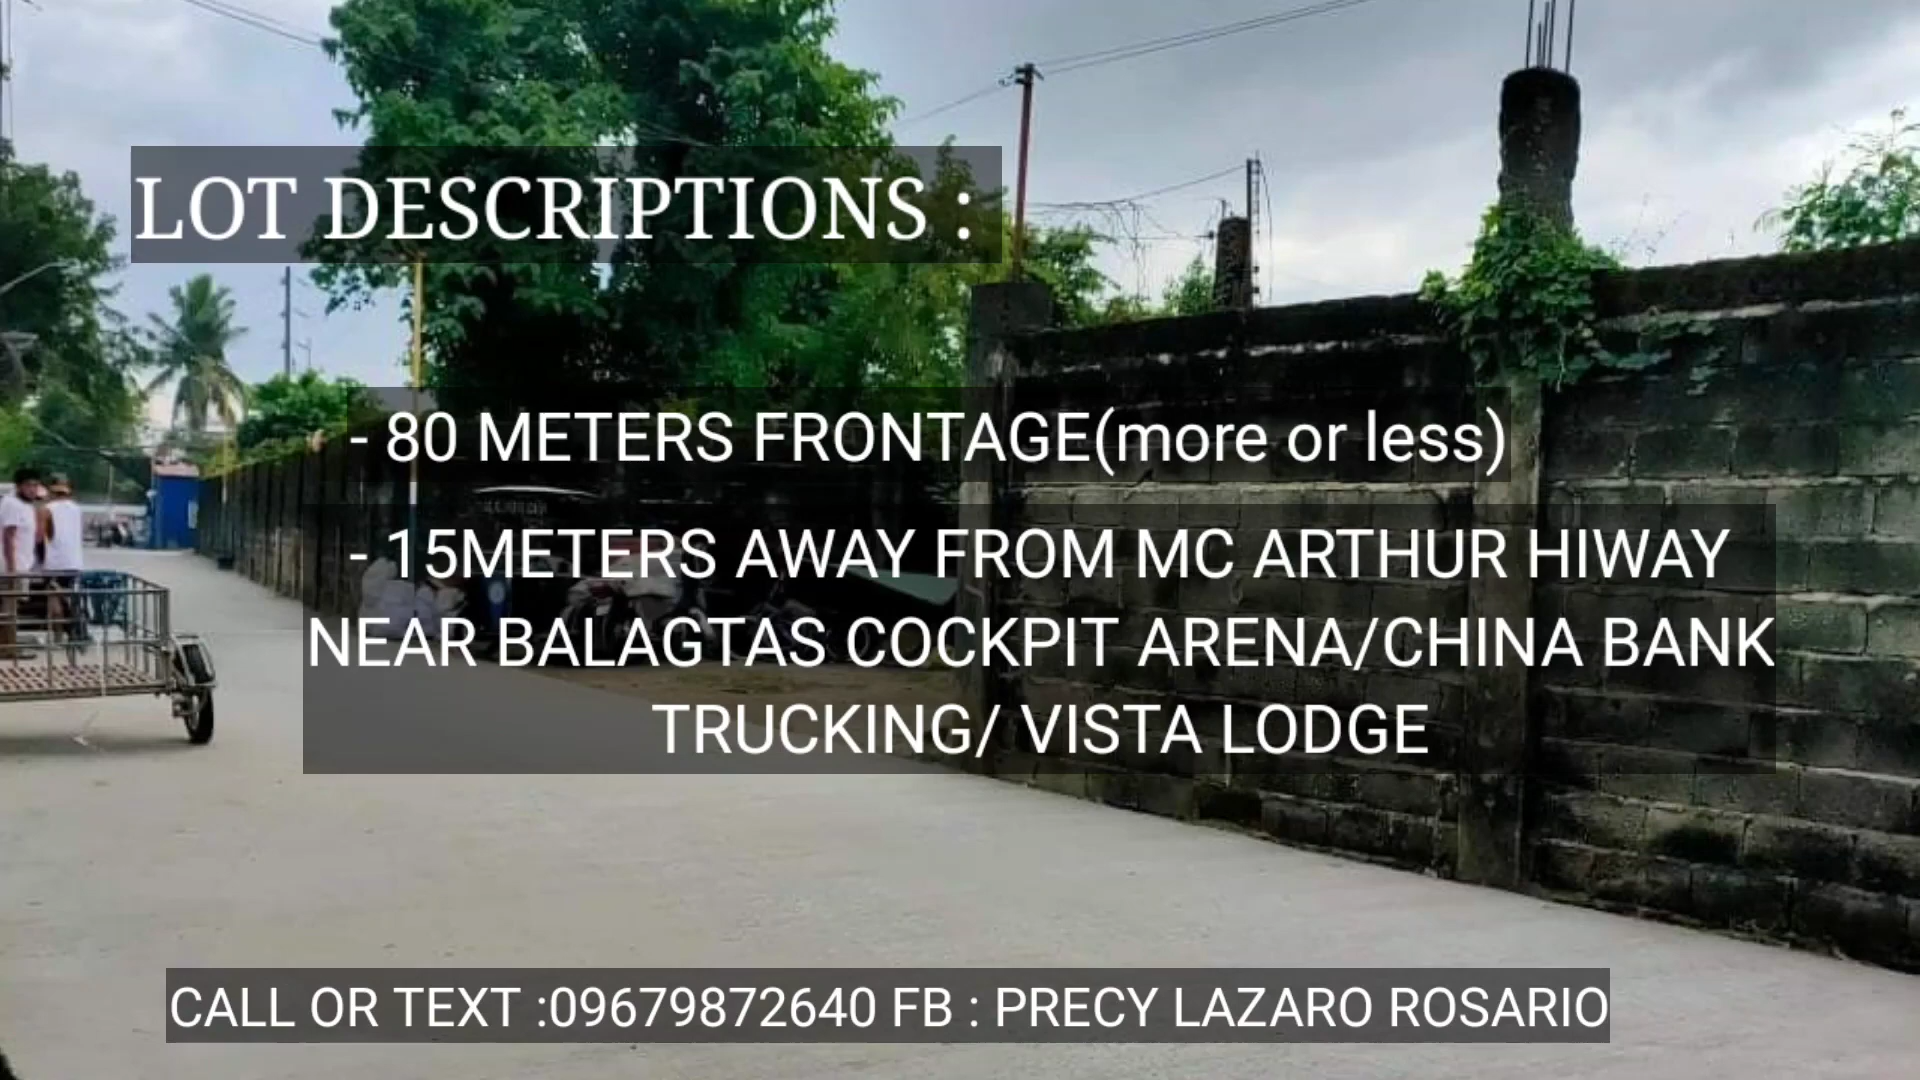 LOT DESCRIPTIONS :
- 80 METERS FRONTAGE(more or less)
- 15METERS AWAY FROM MC ARTHUR HIWAY
NEAR BALAGTAS COCKPIT ARENA/CHINA BANK
TRUCKING/ VISTA LODGE
CALL OR TEXT :09679872640 FB : PRECY LAZARO ROSARIO